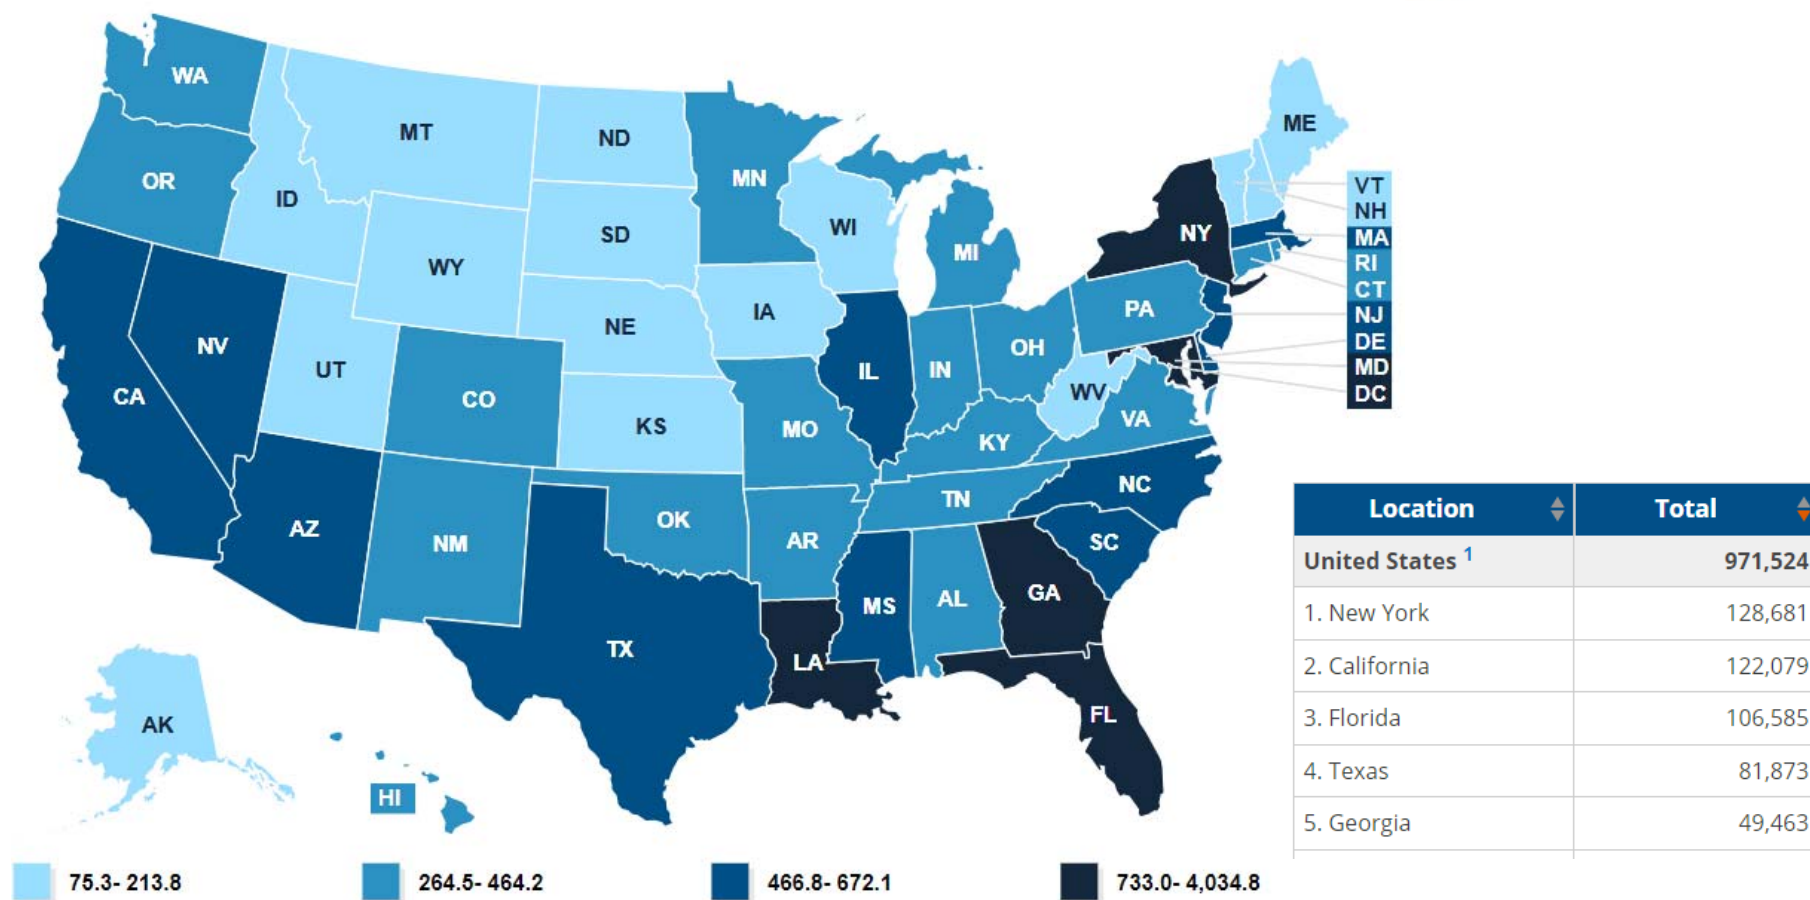 WA
MT
ND
MN
ME
OR
ID
SD
WI
MI
NY
VT
NH
MA
RI
CT
NJ
DE
MD
DC
WY
IA
NE
PA
NV
UT
CO
IL
IN
OH
WV
VA
CA
KS
MO
KY
NC
AZ
NM
OK
AR
TN
SC
MS
AL
GA
TX
LA
FL
AK
HI
Location Total
United States 1 971,524
1. New York 128,681
2. California 122,079
3. Florida 106,585
4. Texas 81,873
5. Georgia 49,463
75.3- 213.8 264.5- 464.2 466.8- 672.1 733.0- 4,034.8